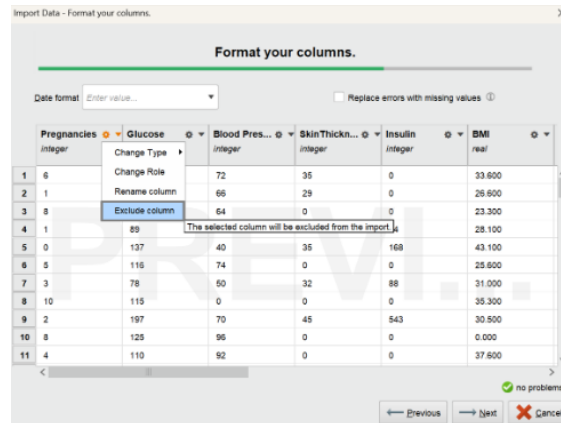 Import Data - Format your columns.
Format your columns.
Date format Enter value... Replace errors with missing values
Pregnancies Glucose Blood Pres... SkinThickn... Insulin BMI
integer integer integer integer real
Change Type
Change Role
Rename column
Exclude column
The selected column will be excluded from the import.
1 6 72 35 0 33.600
2 1 66 29 0 26.600
3 8 64 0 0 23.300
4 1 89 28.100
5 0 137 40 35 168 43.100
6 5 116 74 0 0 25.600
7 3 78 50 32 88 31.000
8 10 115 0 0 0 35.300
9 2 197 70 45 543 30.500
10 8 125 96 0 0 0.000
11 4 110 92 0 0 37.600
PREVI...
no problems
Previous Next Cancel